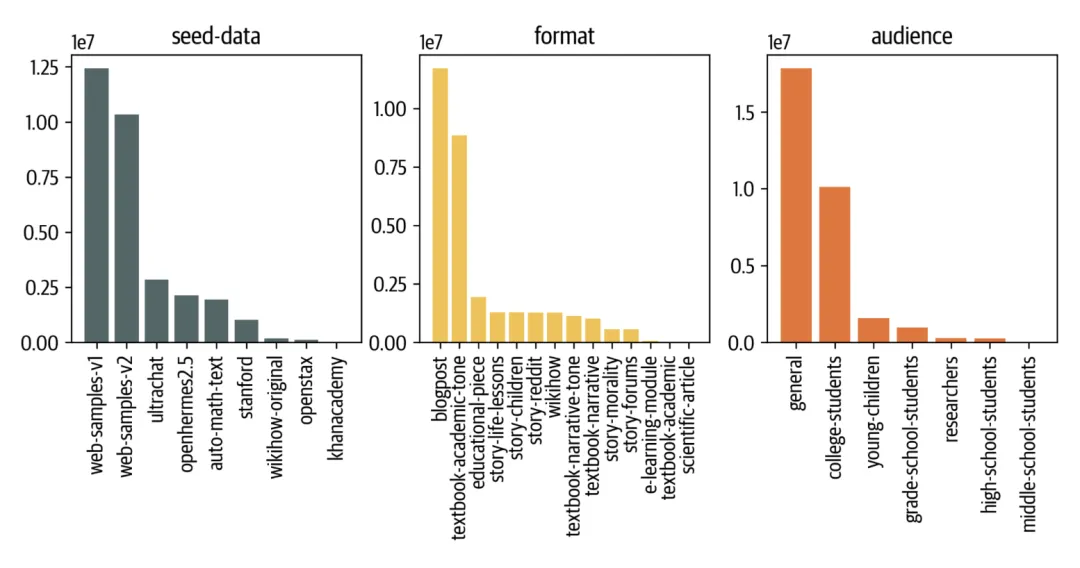 seed-data
1e7
1.25
1.00
0.75
0.50
0.25
0.00
web-samples-v1
web-samples-v2
ultrachat
openhermes2.5
auto-math-text
stanford
wikihow-original
openstax
khanacademy
format
1e7
1.00
0.75
0.50
0.25
0.00
blogpost
textbook-academic-tone
educational-piece
story-life-lessons
story-children
story-reddit
wikihow
textbook-narrative-tone
textbook-narrative
story-morality
story-forums
e-learning-module
textbook-academic
scientific-article
audience
1e7
1.5
1.0
0.5
0.0
general
college-students
young-children
grade-school-students
researchers
high-school-students
middle-school-students